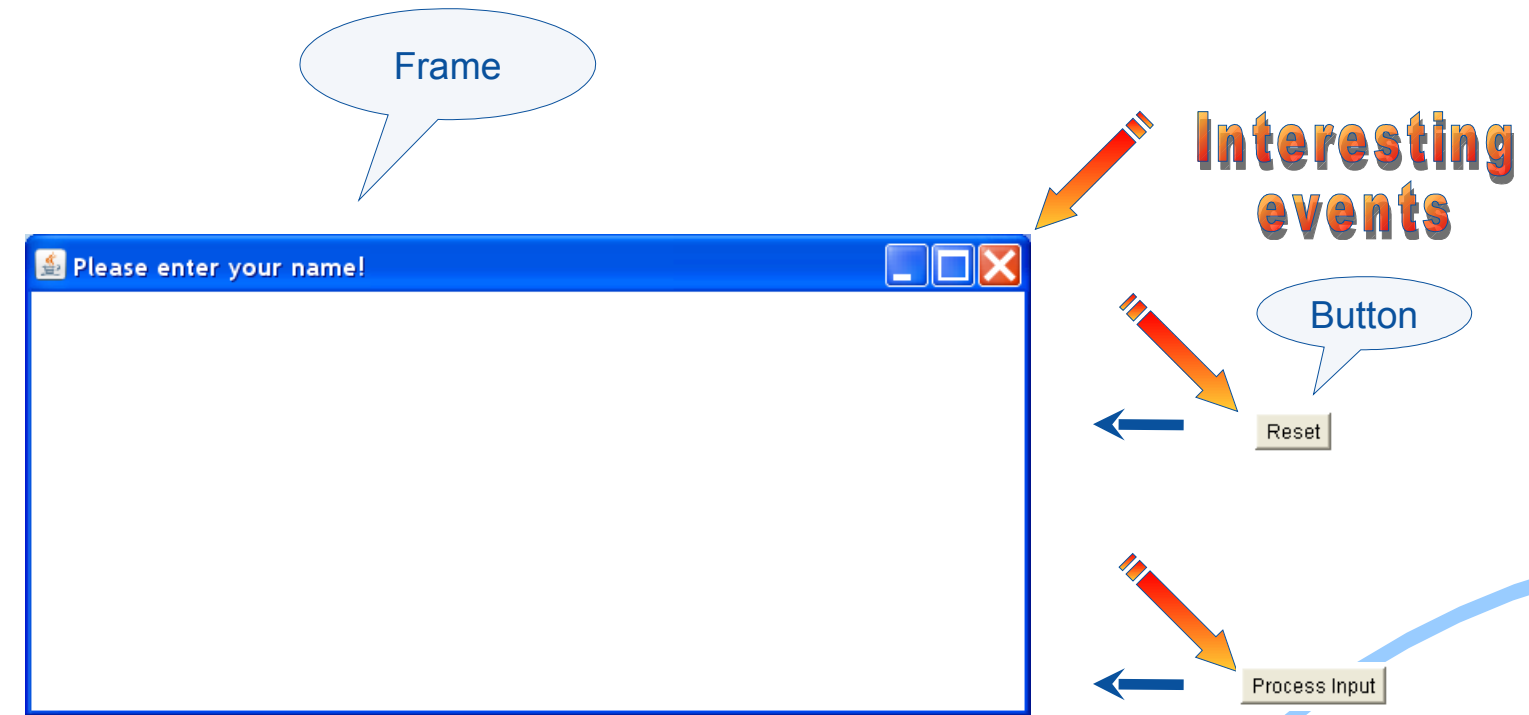 Frame
Interesting
events
Please enter your name!
Button
Reset
Process Input